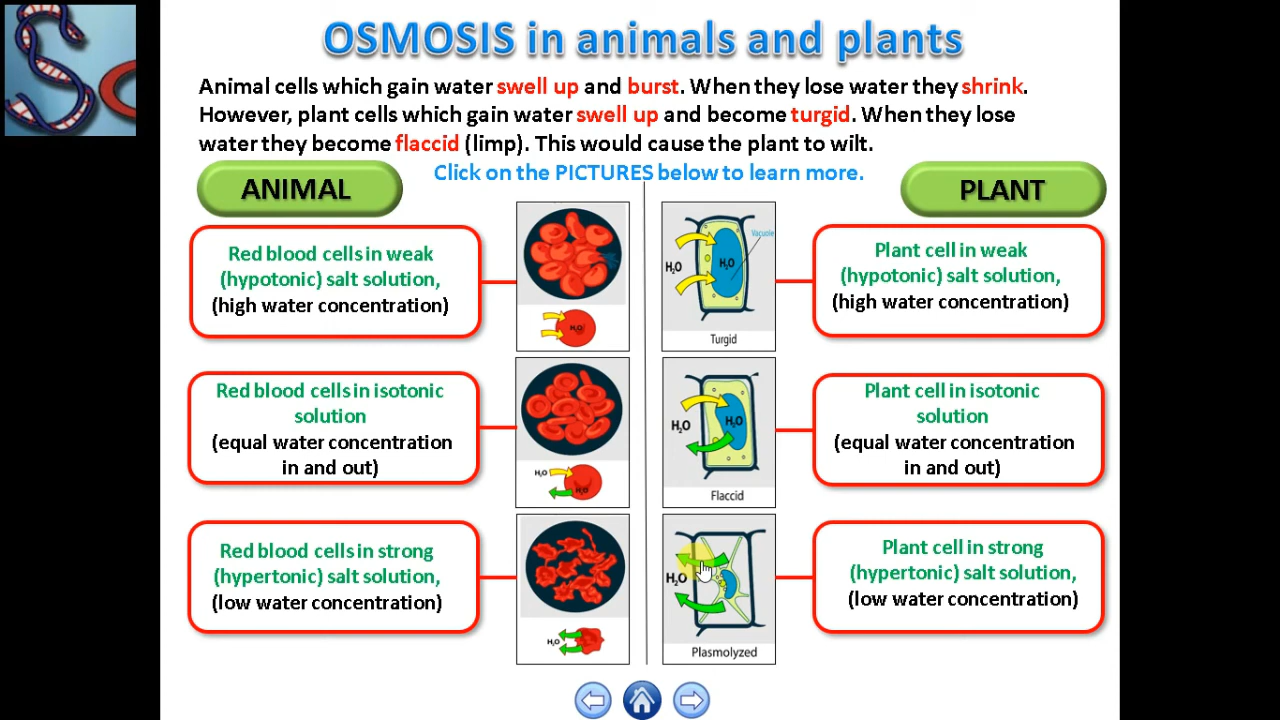 OSMOSIS in animals and plants
Animal cells which gain water swell up and burst. When they lose water they shrink.
However, plant cells which gain water swell up and become turgid. When they lose
water they become flaccid (limp). This would cause the plant to wilt.
Click on the PICTURES below to learn more.
ANIMAL
PLANT
Red blood cells in weak
(hypotonic) salt solution,
(high water concentration)
H₂O
Vacuole
H₂O
H₂O
Turgid
Plant cell in weak
(hypotonic) salt solution,
(high water concentration)
Red blood cells in isotonic
solution
(equal water concentration
in and out)
H₂O
H₂O
H₂O
H₂O
Flaccid
Plant cell in isotonic
solution
(equal water concentration
in and out)
Red blood cells in strong
(hypertonic) salt solution,
(low water concentration)
H₂O
H₂O
Plasmolyzed
Plant cell in strong
(hypertonic) salt solution,
(low water concentration)